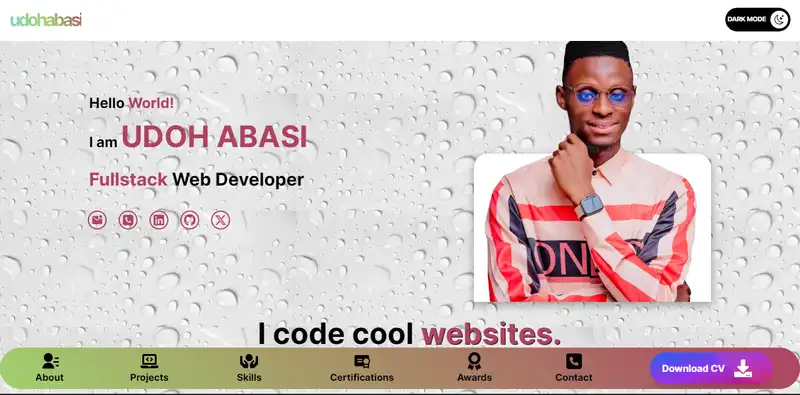 udohabasi
DARK MODE
Hello World!
I am UDOH ABASI
Fullstack Web Developer
I code cool websites.
About
Projects
Skills
Certifications
Awards
Contact
Download CV